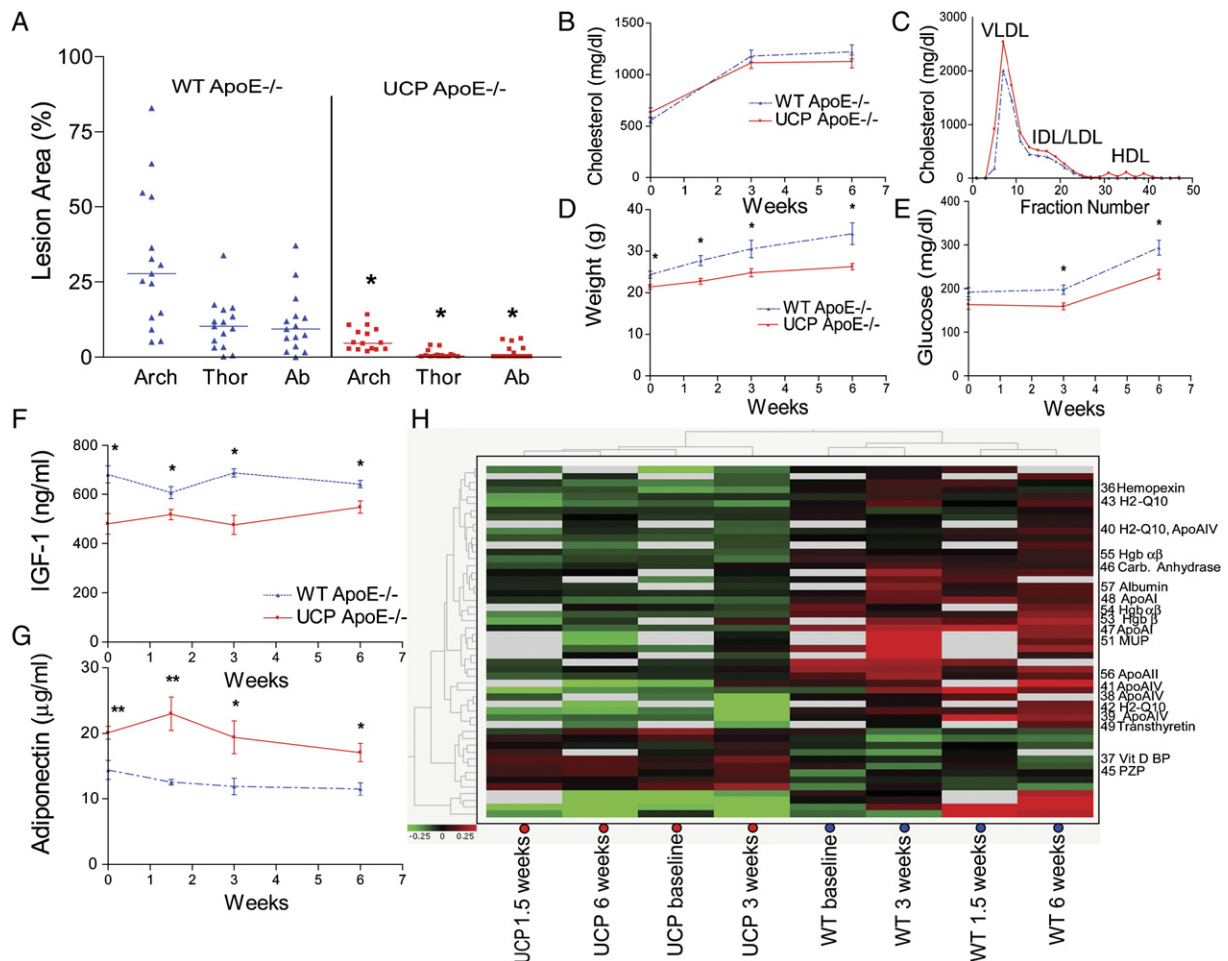 A
Lesion Area (%)
100
75
50
25
0
WT ApoE-/-
UCP ApoE-/-
*
*
*
Arch Thor Ab Arch Thor Ab
B
Cholesterol (mg/dl)
1500
1000
500
0
WT ApoE-/-
UCP ApoE-/-
0 1 2 3 4 5 6 7
Weeks
C
Cholesterol (mg/dl)
3000
2000
1000
0
VLDL
IDL/LDL
HDL
0 10 20 30 40 50
Fraction Number
D
Weight (g)
40
30
20
10
0
* * * *
WT ApoE-/-
UCP ApoE-/-
0 1 2 3 4 5 6 7
Weeks
E
Glucose (mg/dl)
400
300
200
100
0
* *
0 1 2 3 4 5 6 7
Weeks
F
IGF-1 (ng/ml)
800
600
400
200
0
* * * *
WT ApoE-/-
UCP ApoE-/-
0 1 2 3 4 5 6 7
Weeks
G
Adiponectin (µg/ml)
30
20
10
0
** ** * *
0 1 2 3 4 5 6 7
Weeks
H
36 Hemopexin
43 H2-Q10
40 H2-Q10, ApoAIV
55 Hgb αβ
46 Carb. Anhydrase
57 Albumin
48 ApoAI
54 Hgb αβ
53 Hgb β
47 ApoAI
51 MUP
56 ApoAII
41 ApoAIV
38 ApoAIV
42 H2-Q10
39 ApoAIV
49 Transthyretin
37 Vit D BP
45 PZP
-0.25 0 0.25
UCP1.5 weeks
UCP 6 weeks
UCP baseline
UCP 3 weeks
WT baseline
WT 3 weeks
WT 1.5 weeks
WT 6 weeks